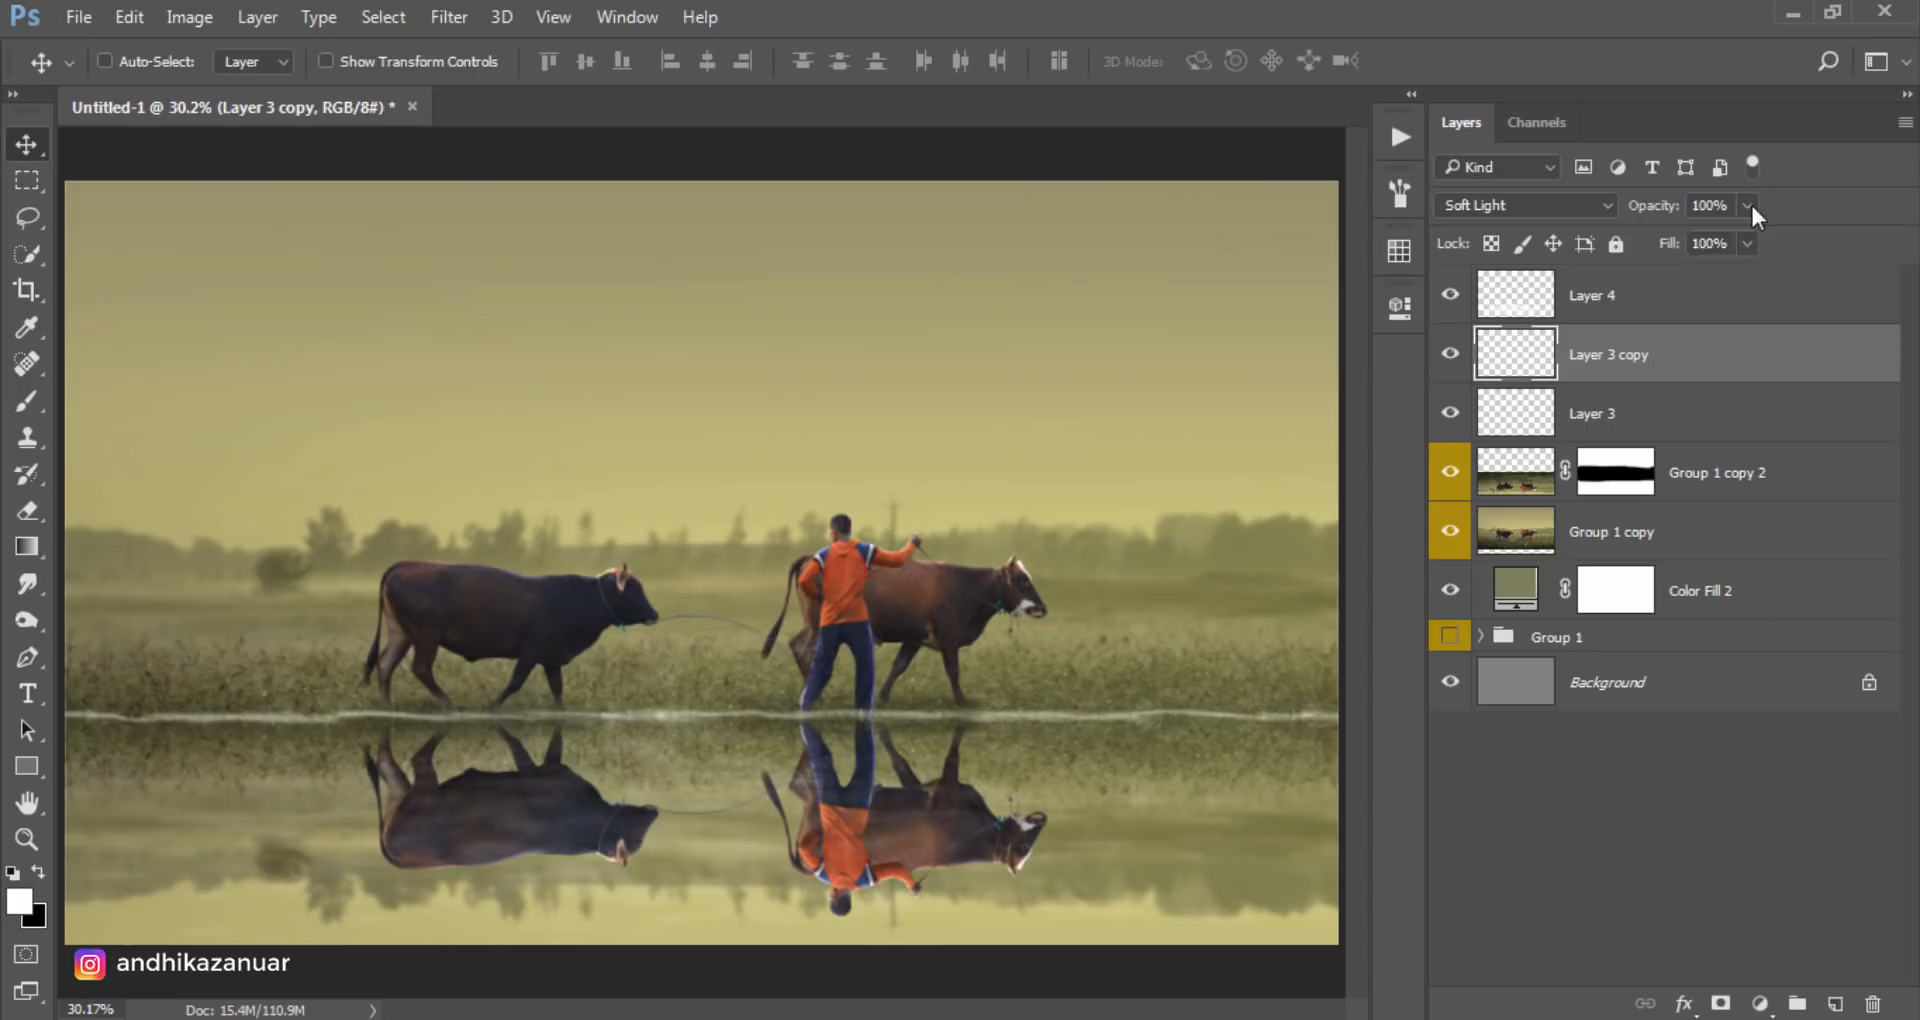 Ps File Edit Image Layer Type Select Filter 3D View Window Help
Auto-Select: Layer Show Transform Controls 3D Mode:
Untitled-1 @ 30.2% (Layer 3 copy, RGB/8#) * ×
Layers Channels
Kind
Soft Light Opacity: 100%
Lock: Fill: 100%
Layer 4
Layer 3 copy
Layer 3
Group 1 copy 2
Group 1 copy
Color Fill 2
Group 1
Background
T
andhikazanuar
30.17% Doc: 15.4M/110.9M
fx